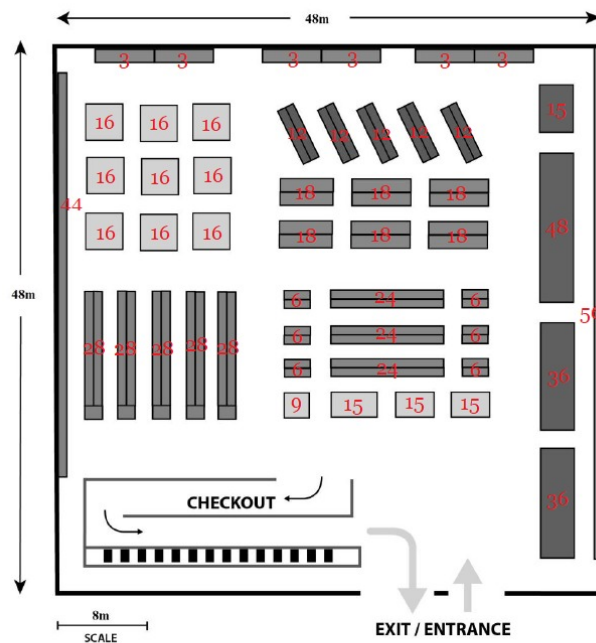 48m
3 3 3 3 3 3
15
16 16 16 12 12 12 12 12
16 16 16 18 18 18
44
16 16 16 18 18 18 48
48m
6 24 6
6 24 6
28 28 28 28 28
6 24 6
36
9 15 15 15
CHECKOUT
36
8m
SCALE
EXIT / ENTRANCE